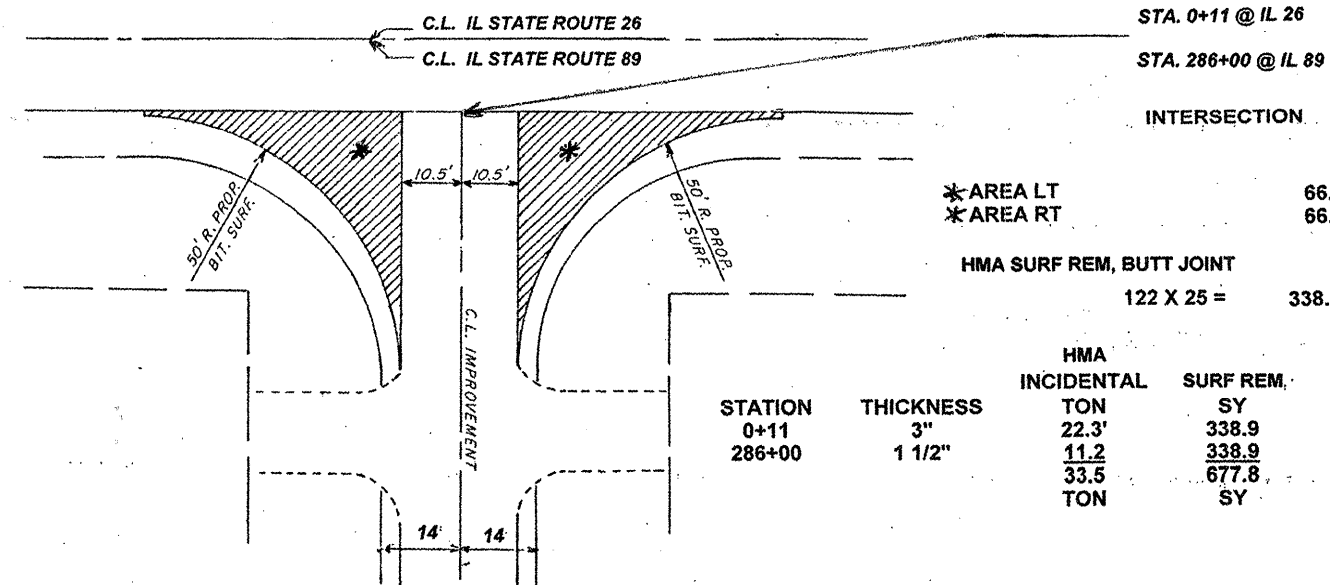 C.L. IL STATE ROUTE 26
C.L. IL STATE ROUTE 89
STA. 0+11 @ IL 26
STA. 286+00 @ IL 89
INTERSECTION
10.5' 10.5'
50' R. PROP.
BIT. SURF.
50' R. PROP.
BIT. SURF.
C.L. IMPROVEMENT
14' 14'
* AREA LT 66.
* AREA RT 66.
HMA SURF REM, BUTT JOINT
122 X 25 = 338.
HMA
INCIDENTAL SURF REM,
STATION THICKNESS TON SY
0+11 3" 22.3' 338.9
286+00 1 1/2" 11.2 338.9
33.5 677.8
TON SY